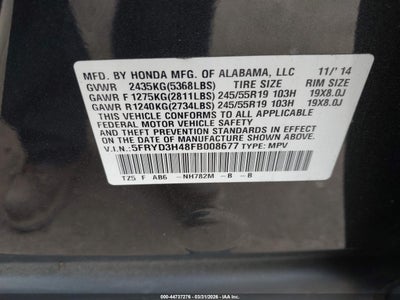 MFD. BY HONDA MFG. OF ALABAMA, LLC 11/'14
GVWR 2435KG(5368LBS) TIRE SIZE RIM SIZE
GAWR F 1275KG(2811LBS) 245/55R19 103H 19X8.0J
GAWR R1240KG(2734LBS) 245/55R19 103H 19X8.0J
THIS VEHICLE CONFORMS TO ALL APPLICABLE
FEDERAL MOTOR VEHICLE SAFETY AND THEFT
PREVENTION STANDARDS IN EFFECT ON THE
DATE OF MANUFACTURE SHOWN ABOVE.
V.I.N.: 5FRYD3H48FB008677 TYPE: MPV
TZ5 F AB6 -NH782M -B -B
©IAA 000-44737276 - 03/31/2026 - IAAI.COM